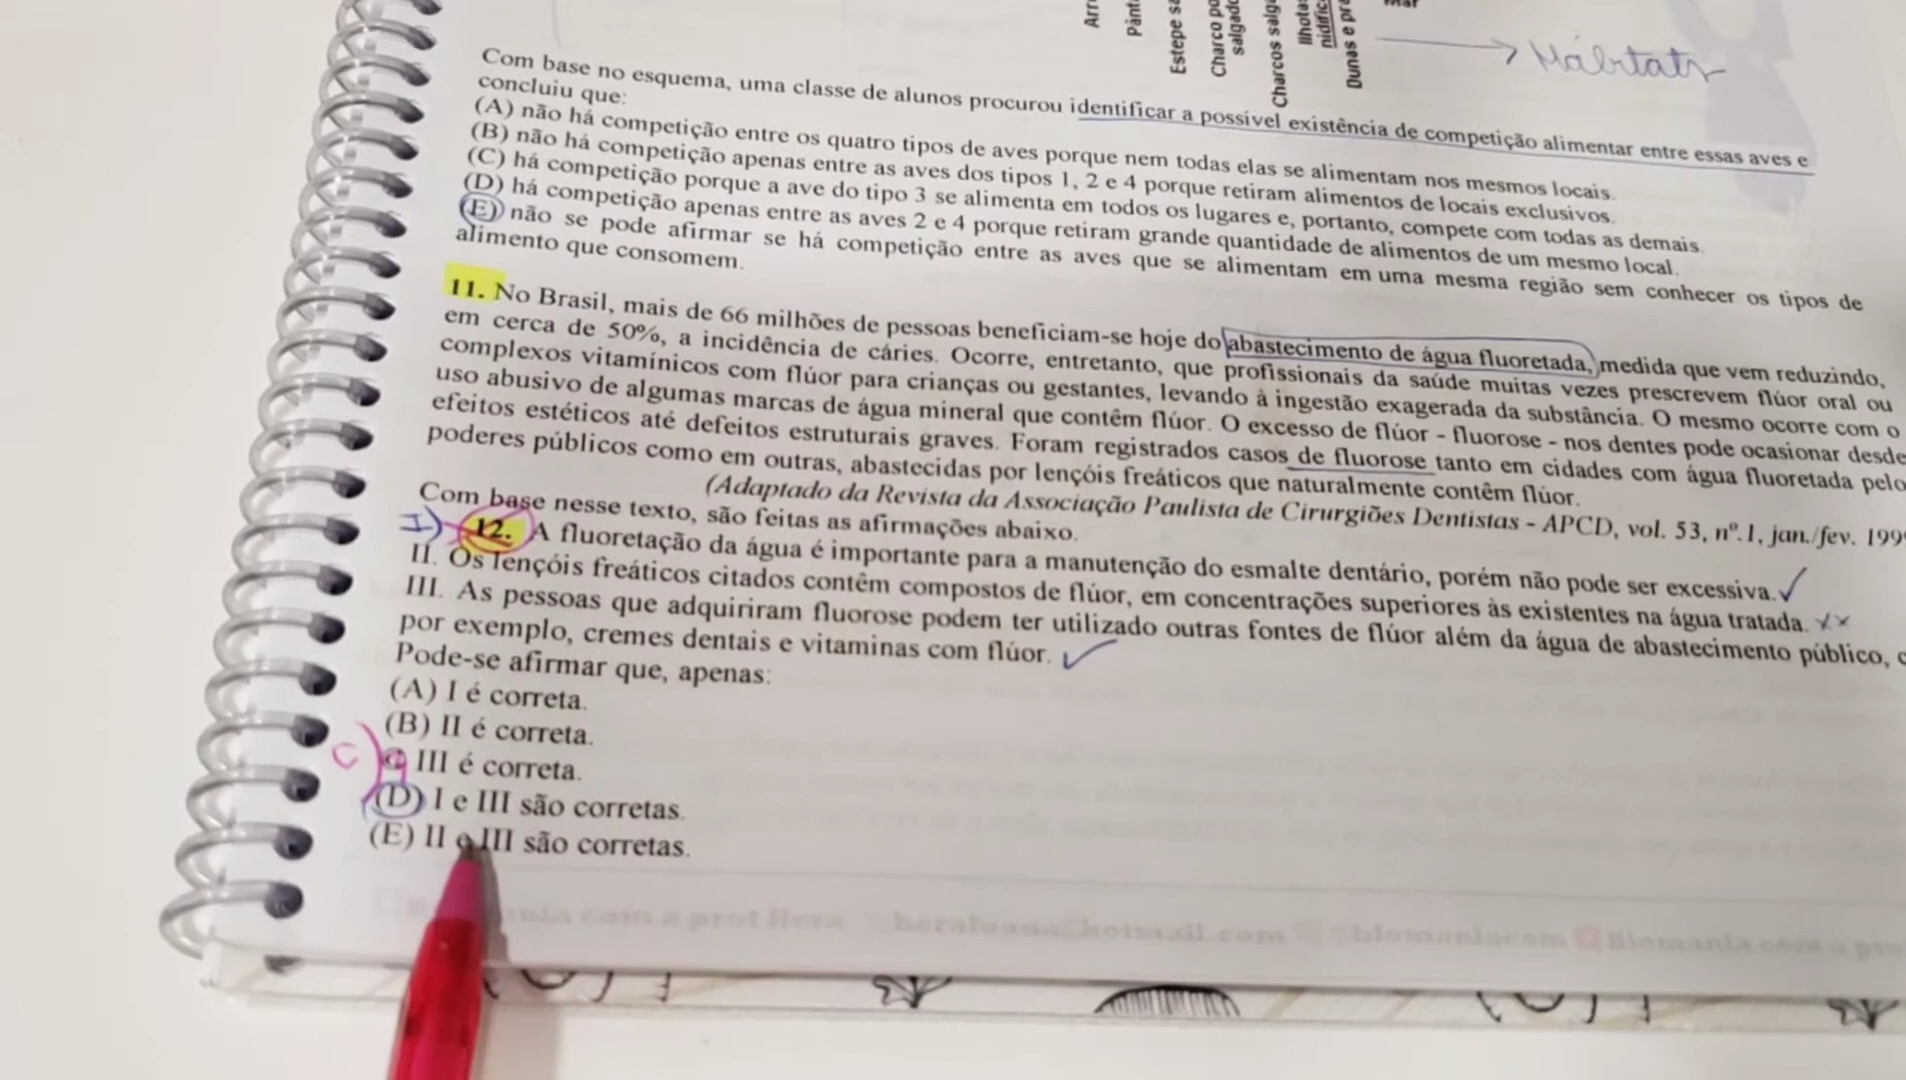 Estepe
Charco
salgado
Dunas e
Hábitats
Com base no esquema, uma classe de alunos procurou identificar a possível existência de competição alimentar entre essas aves e
concluiu que:
(A) não há competição entre os quatro tipos de aves porque nem todas elas se alimentam nos mesmos locais.
(B) não há competição apenas entre as aves dos tipos 1, 2 e 4 porque retiram alimentos de locais exclusivos.
(C) há competição porque a ave do tipo 3 se alimenta em todos os lugares e, portanto, compete com todas as demais.
(D) há competição apenas entre as aves 2 e 4 porque retiram grande quantidade de alimentos de um mesmo local.
(E) não se pode afirmar se há competição entre as aves que se alimentam em uma mesma região sem conhecer os tipos de
alimento que consomem.
11. No Brasil, mais de 66 milhões de pessoas beneficiam-se hoje do abastecimento de água fluoretada, medida que vem reduzindo,
em cerca de 50%, a incidência de cáries. Ocorre, entretanto, que profissionais da saúde muitas vezes prescrevem flúor oral ou
complexos vitamínicos com flúor para crianças ou gestantes, levando à ingestão exagerada da substância. O mesmo ocorre com o
uso abusivo de algumas marcas de água mineral que contêm flúor. O excesso de flúor - fluorose - nos dentes pode ocasionar desde
efeitos estéticos até defeitos estruturais graves. Foram registrados casos de fluorose tanto em cidades com água fluoretada
poderes públicos como em outras, abastecidas por lençóis freáticos que naturalmente contêm flúor.
(Adaptado da Revista da Associação Paulista de Cirurgiões Dentistas - APCD, vol. 53, nº.1, jan./fev.
Com base nesse texto, são feitas as afirmações abaixo.
I) 12. A fluoretação da água é importante para a manutenção do esmalte dentário, porém não pode ser excessiva.
II. Os lençóis freáticos citados contêm compostos de flúor, em concentrações superiores às existentes na água tratada.
III. As pessoas que adquiriram fluorose podem ter utilizado outras fontes de flúor além da água de abastecimento público,
por exemplo, cremes dentais e vitaminas com flúor.
Pode-se afirmar que, apenas:
(A) I é correta.
(B) II é correta.
C) III é correta.
(D) I e III são corretas.
(E) II e III são corretas.